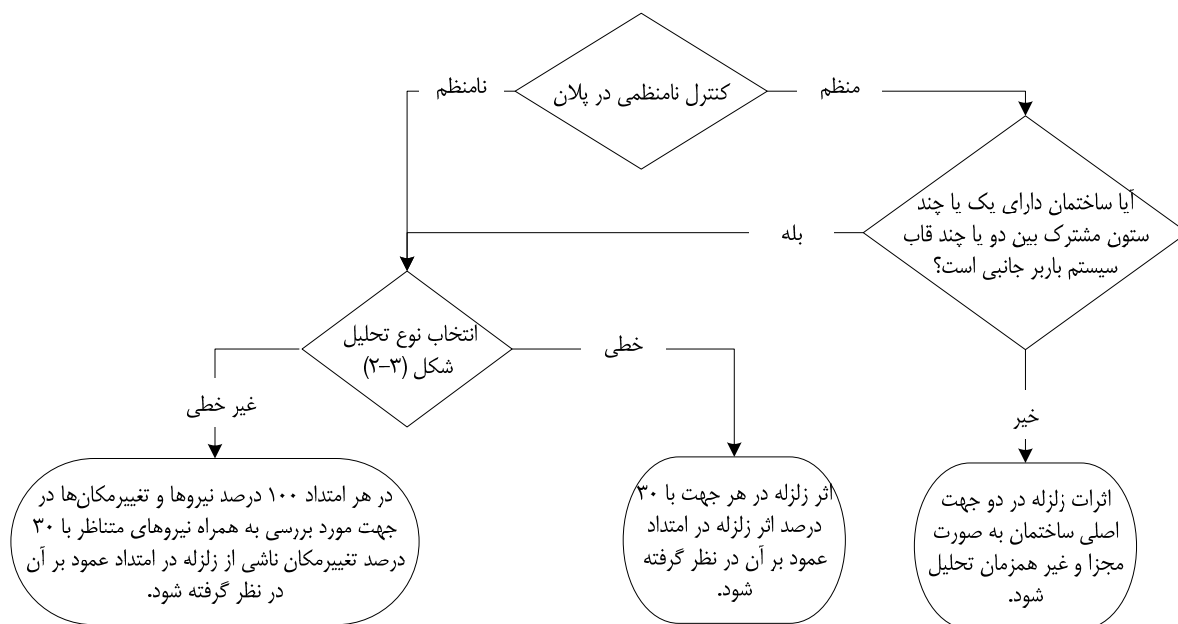 کنترل نامنظمی در پلان
منظم
نامنظم
آیا ساختمان دارای یک یا چند
ستون مشترک بین دو یا چند قاب
سیستم باربر جانبی است؟
بله
خیر
انتخاب نوع تحلیل
شکل (۳-۲)
خطی
غیر خطی
اثرات زلزله در دو جهت
اصلی ساختمان به صورت
مجزا و غیر همزمان تحلیل
شود.
اثر زلزله در هر جهت با ۳۰
درصد اثر زلزله در امتداد
عمود بر آن در نظر گرفته
شود.
در هر امتداد ۱۰۰ درصد نیروها و تغییرمکان‌ها در
جهت مورد بررسی به همراه نیروهای متناظر با ۳۰
درصد تغییرمکان ناشی از زلزله در امتداد عمود بر آن
در نظر گرفته شود.